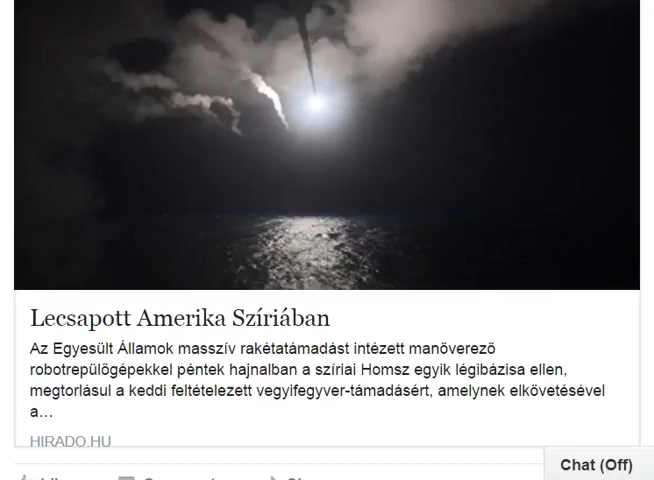 Lecsapott Amerika Szíriában
Az Egyesült Államok masszív rakétatámadást intézett manőverező
robotrepülőgépekkel péntek hajnalban a szíriai Homsz egyik légibázisa ellen,
megtorlásul a keddi feltételezett vegyifegyver-támadásért, amelynek elkövetésével
a...
HIRADO.HU
Chat (Off)